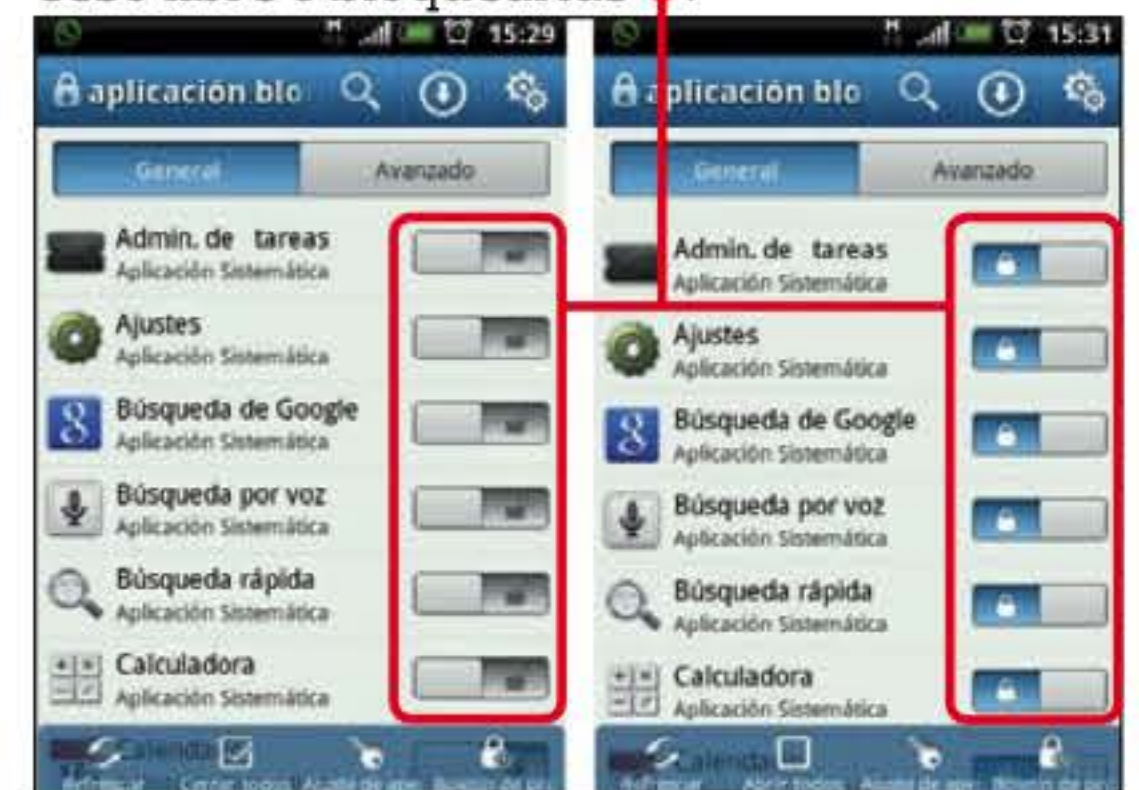 15:29
aplicación blo
General
Avanzado
Admin. de tareas
Aplicación Sistemática
Ajustes
Aplicación Sistemática
Búsqueda de Google
Aplicación Sistemática
Búsqueda por voz
Aplicación Sistemática
Búsqueda rápida
Aplicación Sistemática
Calculadora
Aplicación Sistemática
15:31
aplicación blo
General
Avanzado
Admin. de tareas
Aplicación Sistemática
Ajustes
Aplicación Sistemática
Búsqueda de Google
Aplicación Sistemática
Búsqueda por voz
Aplicación Sistemática
Búsqueda rápida
Aplicación Sistemática
Calculadora
Aplicación Sistemática